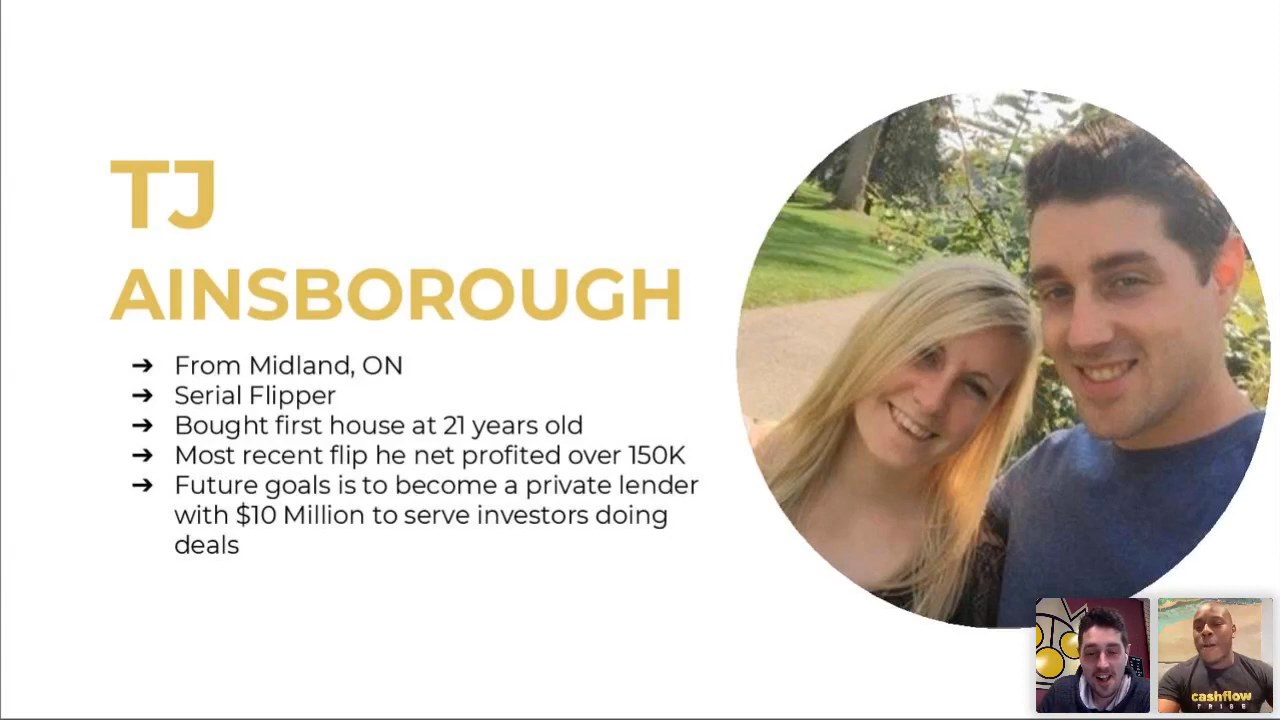 TJ
AINSBOROUGH
➔ From Midland, ON
➔ Serial Flipper
➔ Bought first house at 21 years old
➔ Most recent flip he net profited over 150K
➔ Future goals is to become a private lender
with $10 Million to serve investors doing
deals
cashflow
TRIBE